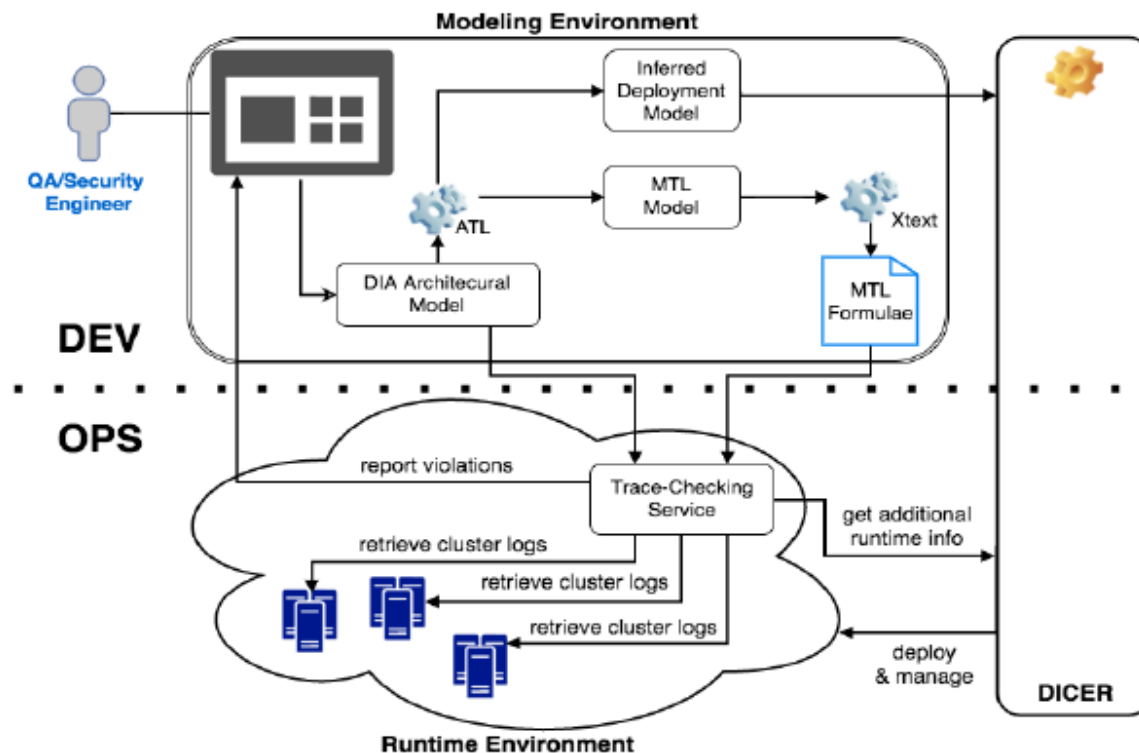 Modeling Environment
QA/Security
Engineer
Inferred
Deployment
Model
ATL
MTL
Model
Xtext
DIA Architecural
Model
MTL
Formulae
DEV
OPS
report violations
Trace-Checking
Service
get additional
runtime info
retrieve cluster logs
retrieve cluster logs
retrieve cluster logs
deploy
& manage
DICER
Runtime Environment